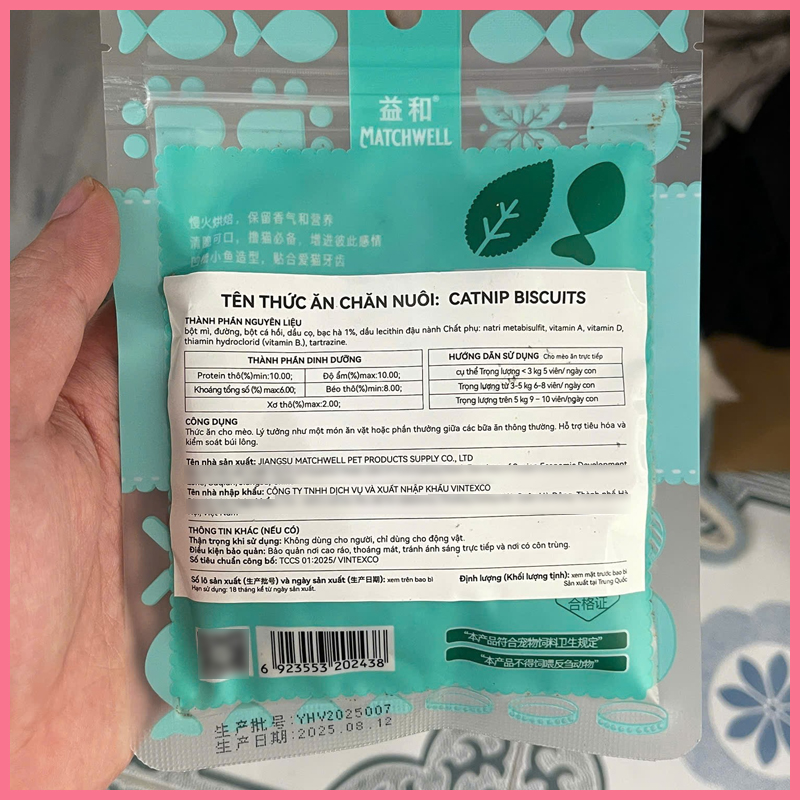 益和®
MATCHWELL
慢火烘焙，保留香气和营养
清脆可口，撸猫必备，增进彼此感情
小鱼造型，贴合爱猫牙齿
TÊN THỨC ĂN CHĂN NUÔI: CATNIP BISCUITS
THÀNH PHẦN NGUYÊN LIỆU
bột mì, đường, bột cá hồi, dầu cọ, bạc hà 1%, dầu lecithin đậu nành Chất phụ: natri metabisulfit, vitamin A, vitamin D,
thiamin hydroclorid (vitamin B,), tartrazine.
THÀNH PHẦN DINH DƯỠNG
Protein thô(%)min:10.00; Độ ẩm(%)max:10.00;
Khoáng tổng số (%) max:6.00; Béo thô(%)min:8.00;
Xơ thô(%)max:2.00;
HƯỚNG DẪN SỬ DỤNG Cho mèo ăn trực tiếp
cụ thể Trọng lượng < 3 kg 5 viên/ ngày con
Trọng lượng từ 3-5 kg 6-8 viên/ ngày con
Trọng lượng trên 5 kg 9 - 10 viên/ngày con
CÔNG DỤNG
Thức ăn cho mèo. Lý tưởng như một món ăn vặt hoặc phần thưởng giữa các bữa ăn thông thường. Hỗ trợ tiêu hóa và
kiểm soát búi lông.
Tên nhà sản xuất: JIANGSU MATCHWELL PET PRODUCTS SUPPLY CO., LTD
Tên nhà nhập khẩu: CÔNG TY TNHH DỊCH VỤ VÀ XUẤT NHẬP KHẨU VINTEXCO
THÔNG TIN KHÁC (NẾU CÓ)
Thận trọng khi sử dụng: Không dùng cho người, chỉ dùng cho động vật.
Điều kiện bảo quản: Bảo quản nơi cao ráo, thoáng mát, tránh ánh sáng trực tiếp và nơi có côn trùng.
Số tiêu chuẩn công bố: TCCS 01:2025/ VINTEXCO
Số lô sản xuất (生产批号) và ngày sản xuất (生产日期): xem trên bao bì
Hạn sử dụng: 18 tháng kể từ ngày sản xuất.
Định lượng (Khối lượng tịnh): xem mặt trước bao bì
Sản xuất tại Trung Quốc
合格证
“本产品符合宠物饲料卫生规定”
“本产品不得饲喂反刍动物”
6 923553 202438
生产批号:YHV2025007
生产日期:2025.08.12